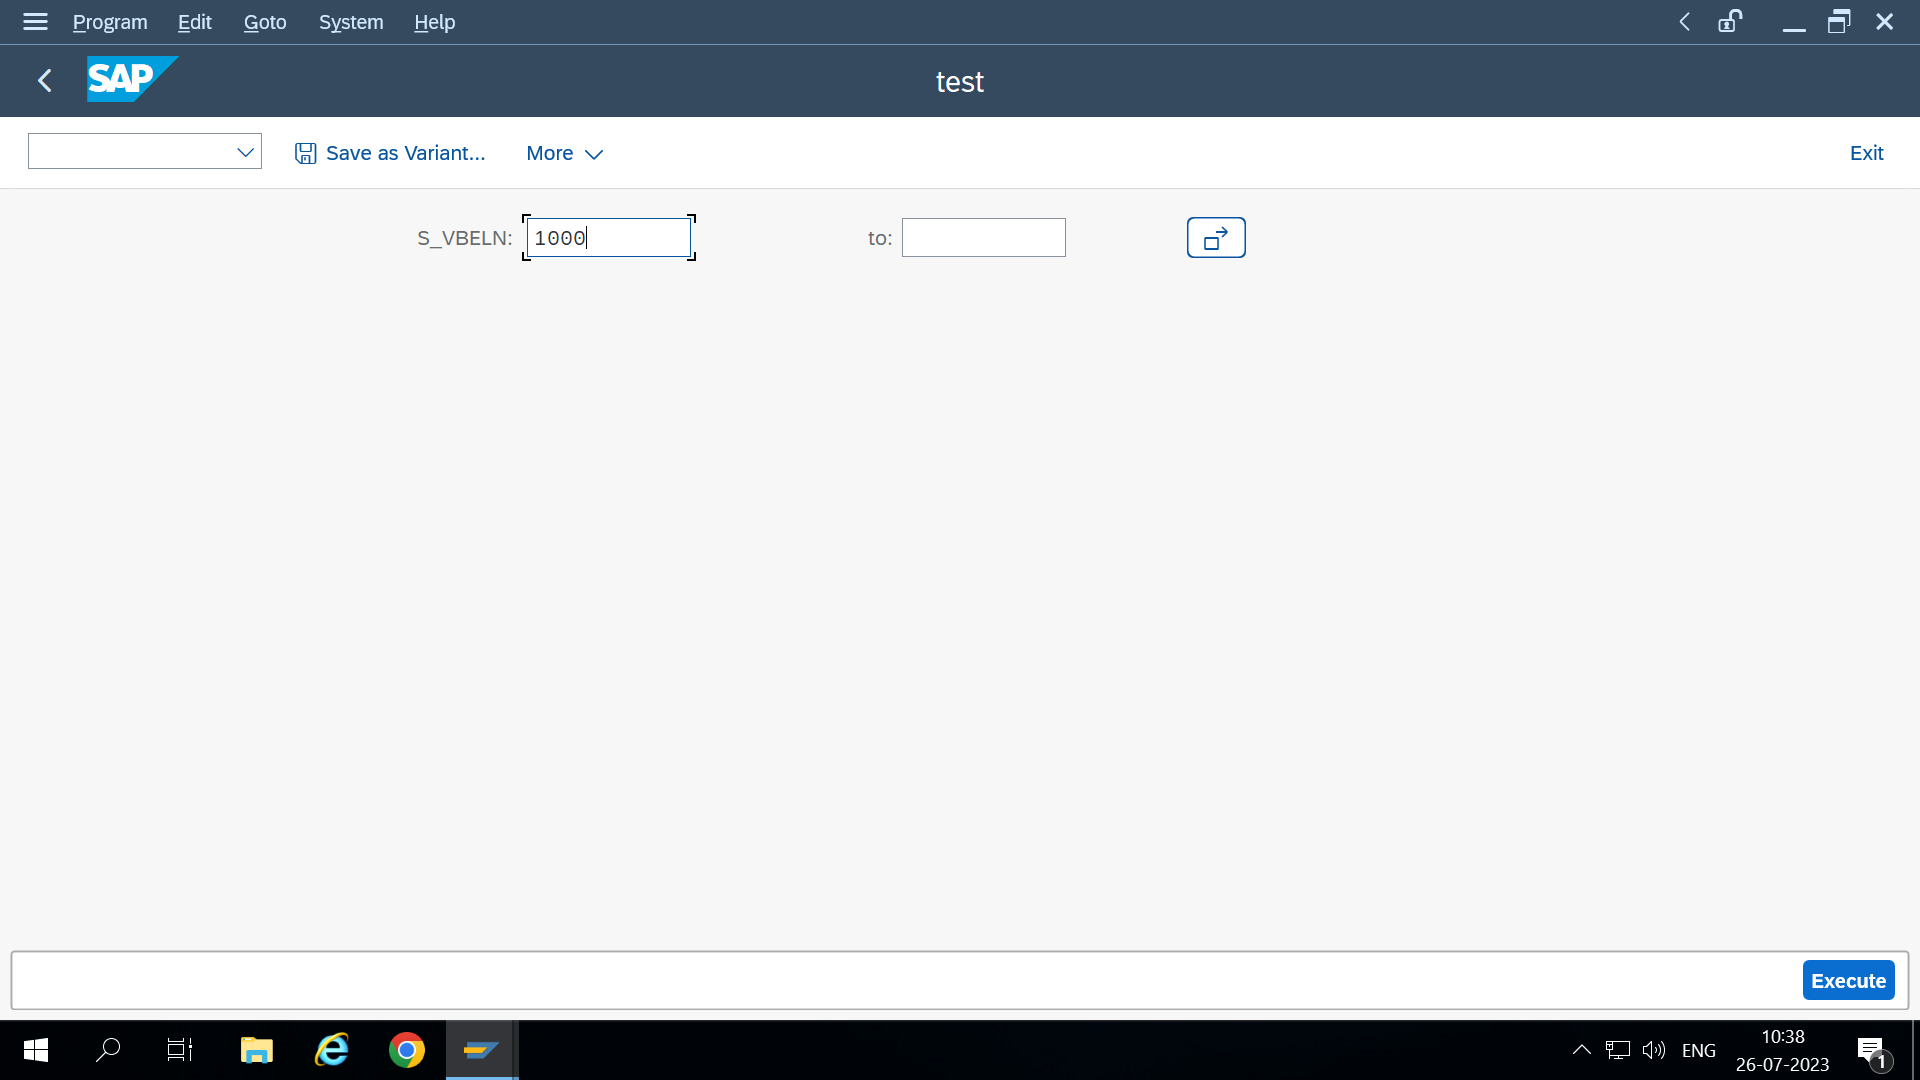 Program Edit Goto System Help
SAP
test
Save as Variant... More Exit
S_VBELN: 1000 to:
Execute
ENG
10:38
26-07-2023
1